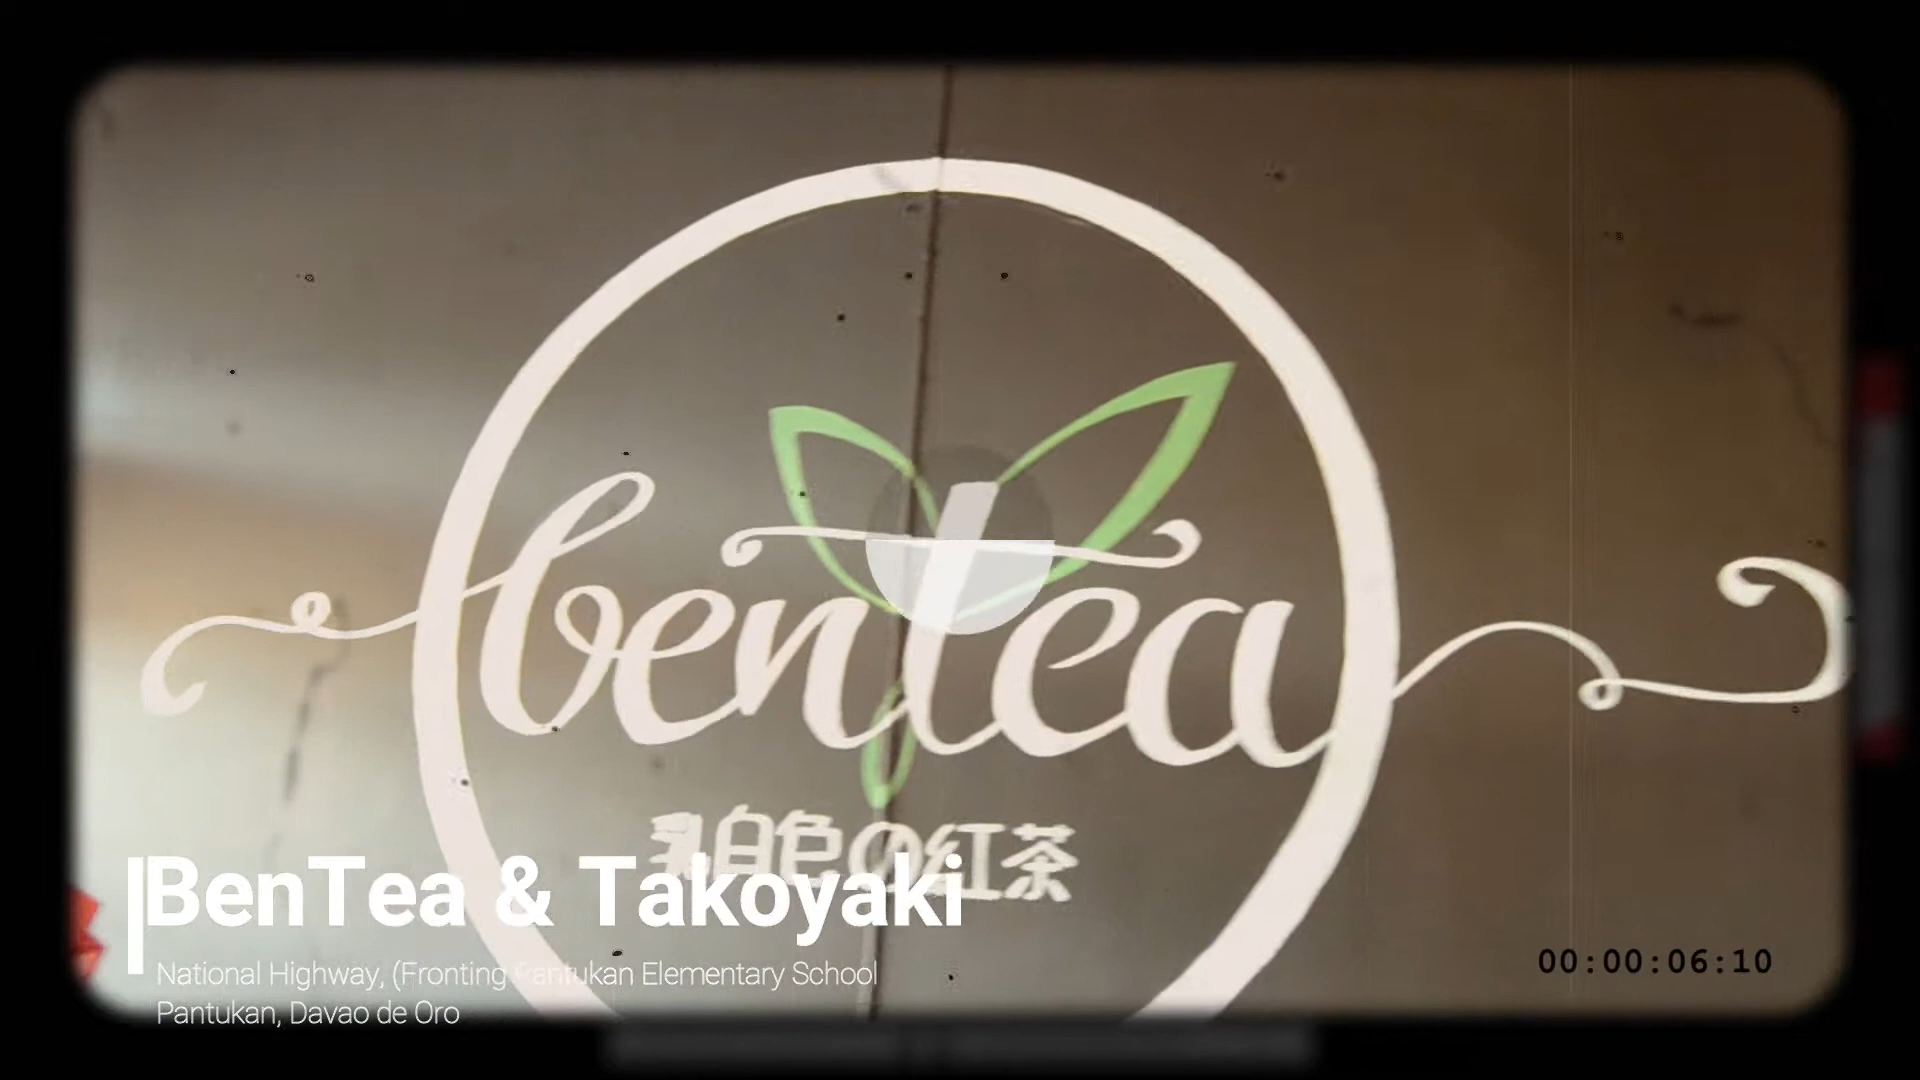 bentea
乳白色の紅茶
BenTea & Takoyaki
National Highway, (Fronting Pantukan Elementary School
Pantukan, Davao de Oro
00:00:06:10